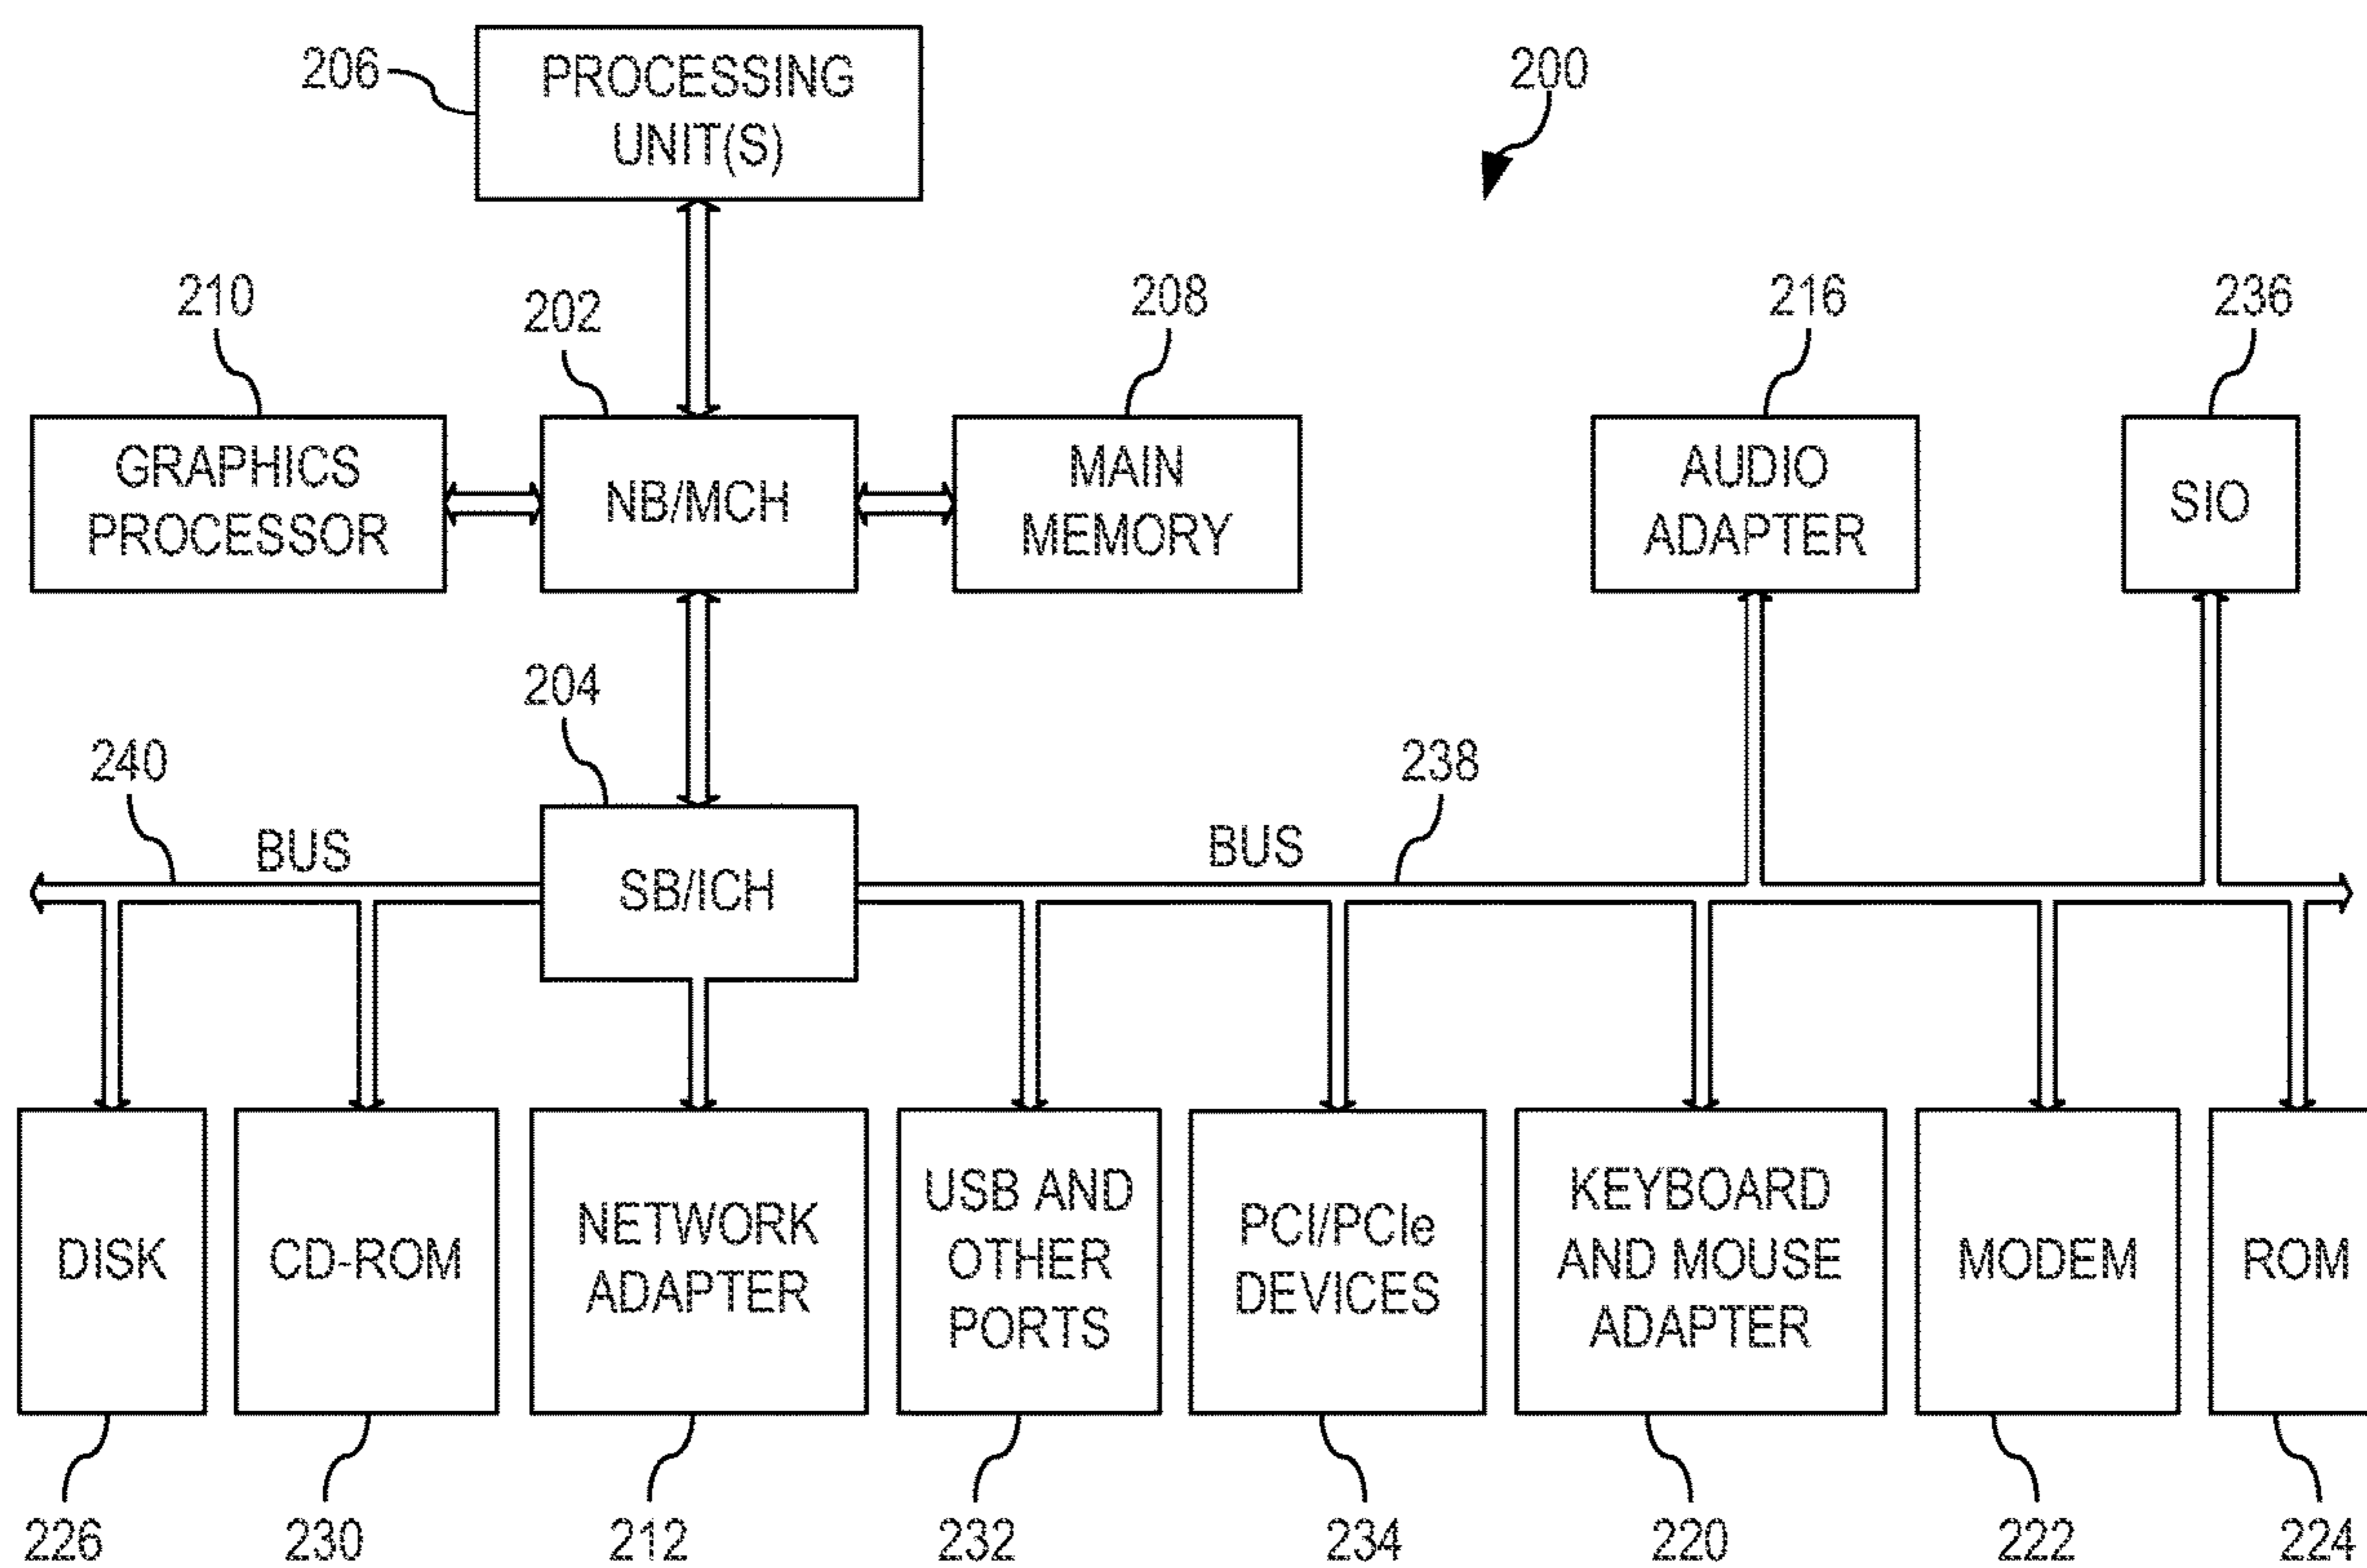 206
PROCESSING
UNIT(S)
200
210
202
208
216
236
GRAPHICS
PROCESSOR
NB/MCH
MAIN
MEMORY
AUDIO
ADAPTER
SIO
204
240
238
BUS
BUS
SB/ICH
DISK
CD-ROM
NETWORK
ADAPTER
USB AND
OTHER
PORTS
PCI/PCIe
DEVICES
KEYBOARD
AND MOUSE
ADAPTER
MODEM
ROM
226
230
212
232
234
220
222
224